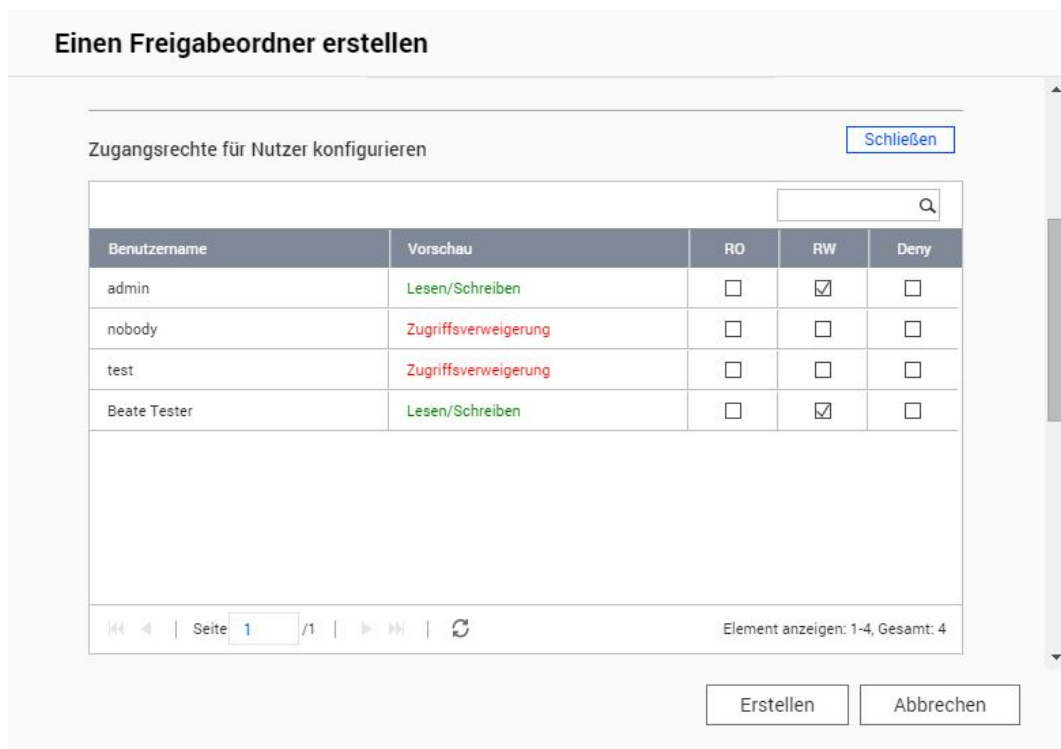 Einen Freigabeordner erstellen
Zugangsrechte für Nutzer konfigurieren
Schließen
Benutzername Vorschau RO RW Deny
admin Lesen/Schreiben
nobody Zugriffsverweigerung
test Zugriffsverweigerung
Beate Tester Lesen/Schreiben
Seite 1 /1 Element anzeigen: 1-4, Gesamt: 4
Erstellen Abbrechen